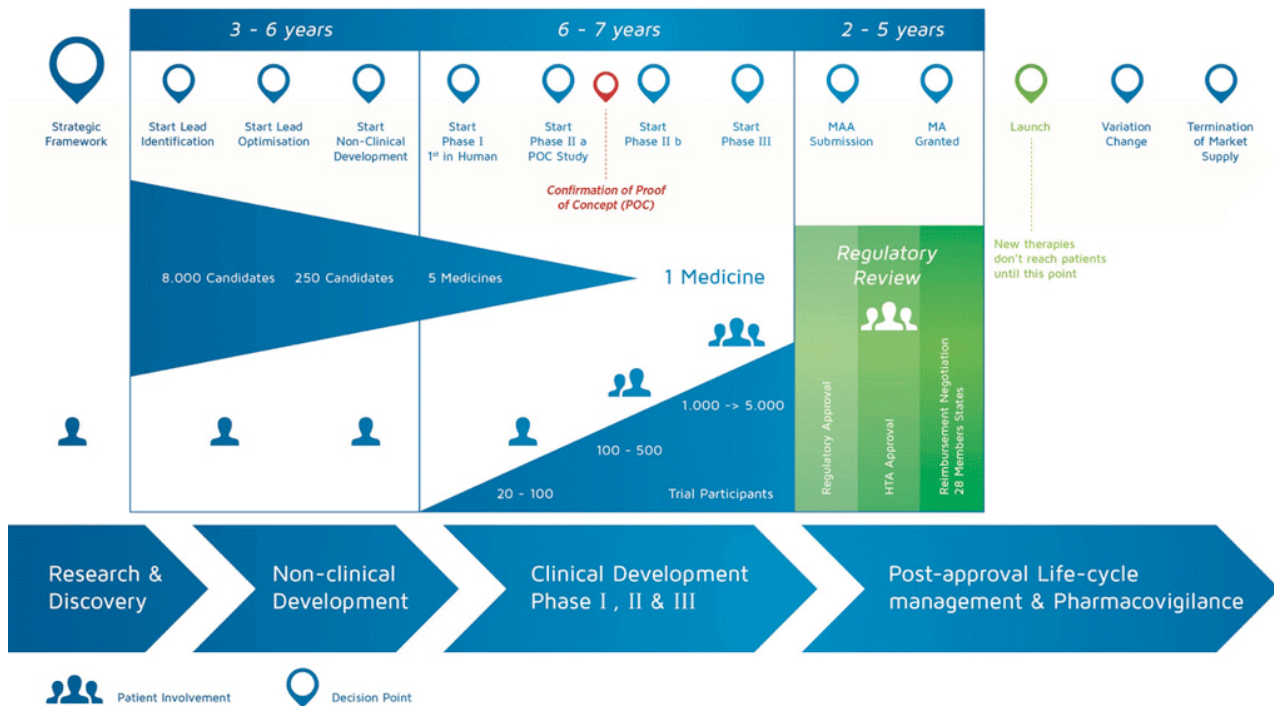 3 - 6 years
6 - 7 years
2 - 5 years
Strategic
Framework
Start Lead
Identification
Start Lead
Optimisation
Start
Non-Clinical
Development
Start
Phase I
1st in Human
Start
Phase II a
POC Study
Start
Phase II b
Start
Phase III
MAA
Submission
MA
Granted
Launch
Variation
Change
Termination
of Market
Supply
Confirmation of Proof
of Concept (POC)
8.000 Candidates
250 Candidates
5 Medicines
1 Medicine
Regulatory
Review
New therapies
don't reach patients
until this point
20 - 100
100 - 500
1.000 -> 5.000
Trial Participants
Regulatory Approval
HTA Approval
Reimbursement Negotiation
28 Members States
Research &
Discovery
Non-clinical
Development
Clinical Development
Phase I , II & III
Post-approval Life-cycle
management & Pharmacovigilance
Patient Involvement
Decision Point